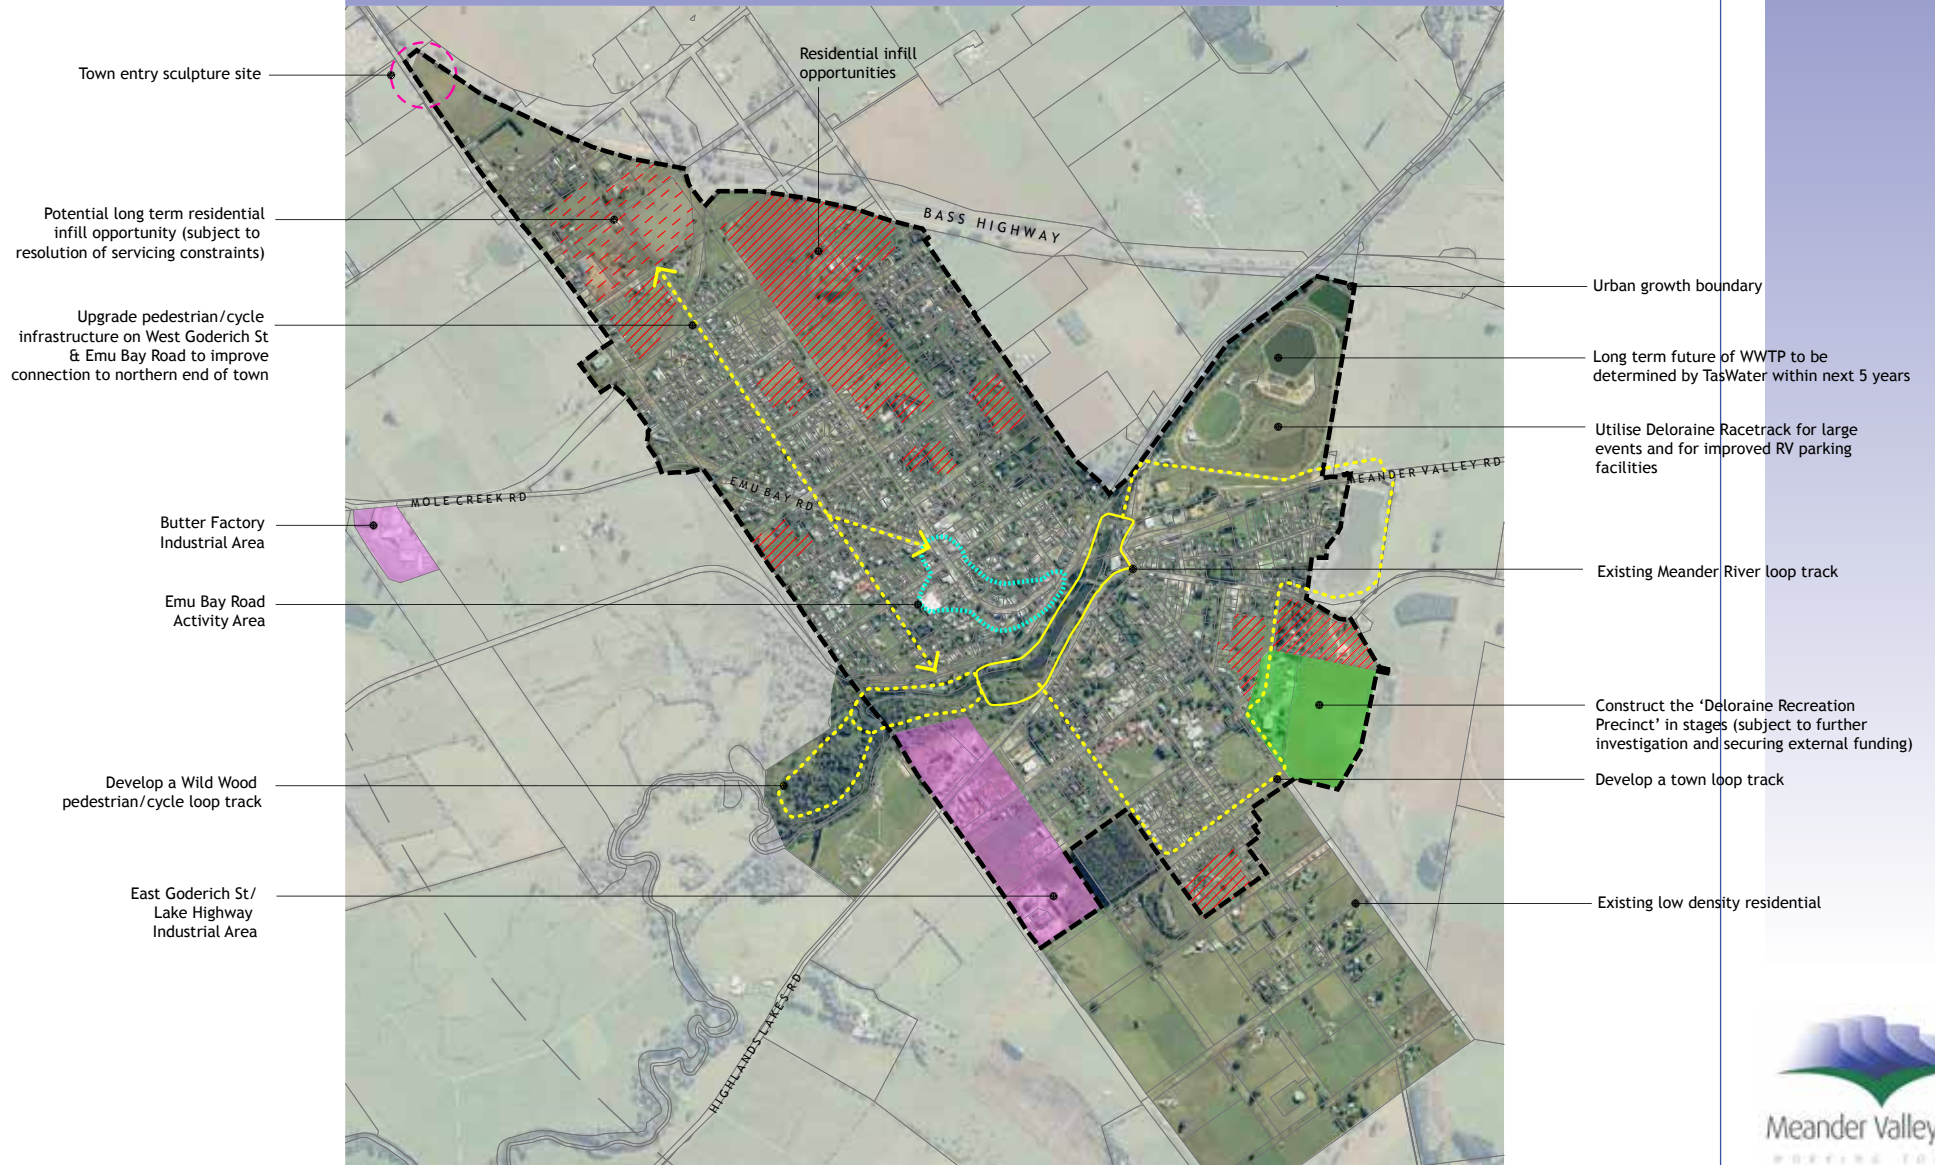 Town entry sculpture site
Residential infill
opportunities
Potential long term residential
infill opportunity (subject to
resolution of servicing constraints)
BASS HIGHWAY
Urban growth boundary
Upgrade pedestrian/cycle
infrastructure on West Goderich St
& Emu Bay Road to improve
connection to northern end of town
Long term future of WWTP to be
determined by TasWater within next 5 years
Utilise Deloraine Racetrack for large
events and for improved RV parking
facilities
MEANDER VALLEY RD
MOLE CREEK RD
EMU BAY RD
Butter Factory
Industrial Area
Existing Meander River loop track
Emu Bay Road
Activity Area
Construct the ‘Deloraine Recreation
Precinct’ in stages (subject to further
investigation and securing external funding)
Develop a Wild Wood
pedestrian/cycle loop track
Develop a town loop track
East Goderich St/
Lake Highway
Industrial Area
Existing low density residential
HIGHLANDS LAKES RD
Meander Valley